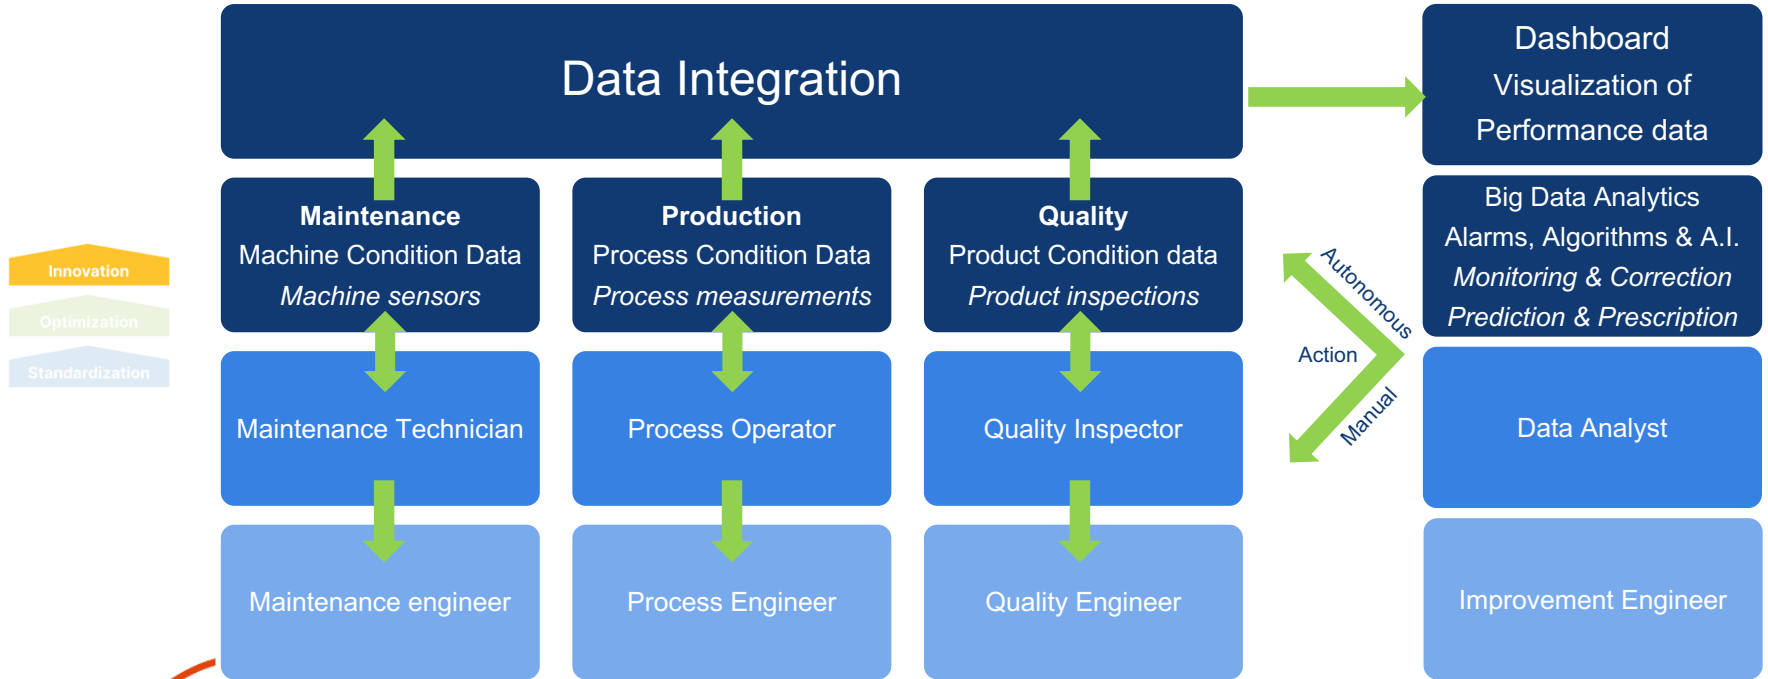 Data Integration
Dashboard
Visualization of
Performance data
Maintenance
Machine Condition Data
Machine sensors
Production
Process Condition Data
Process measurements
Quality
Product Condition data
Product inspections
Big Data Analytics
Alarms, Algorithms & A.I.
Monitoring & Correction
Prediction & Prescription
Innovation
Optimization
Standardization
Autonomous
Action
Manual
Maintenance Technician
Process Operator
Quality Inspector
Data Analyst
Maintenance engineer
Process Engineer
Quality Engineer
Improvement Engineer